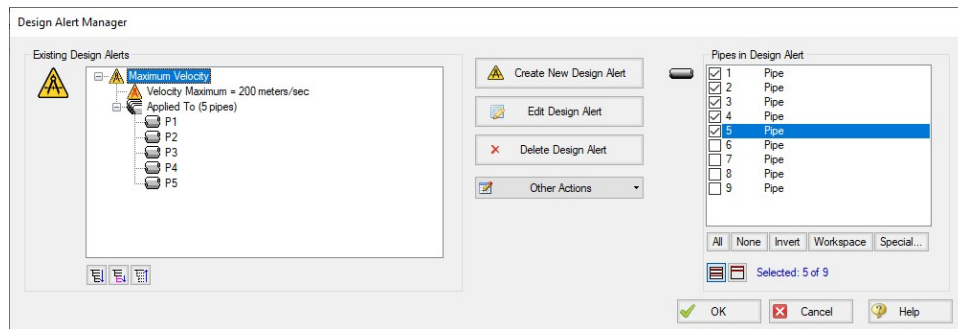 Design Alert Manager
Existing Design Alerts
Maximum Velocity
Velocity Maximum = 200 meters/sec
Applied To (5 pipes)
P1
P2
P3
P4
P5
Create New Design Alert
Edit Design Alert
Delete Design Alert
Other Actions
Pipes in Design Alert
1 Pipe
2 Pipe
3 Pipe
4 Pipe
5 Pipe
6 Pipe
7 Pipe
8 Pipe
9 Pipe
All None Invert Workspace Special...
Selected: 5 of 9
OK Cancel Help